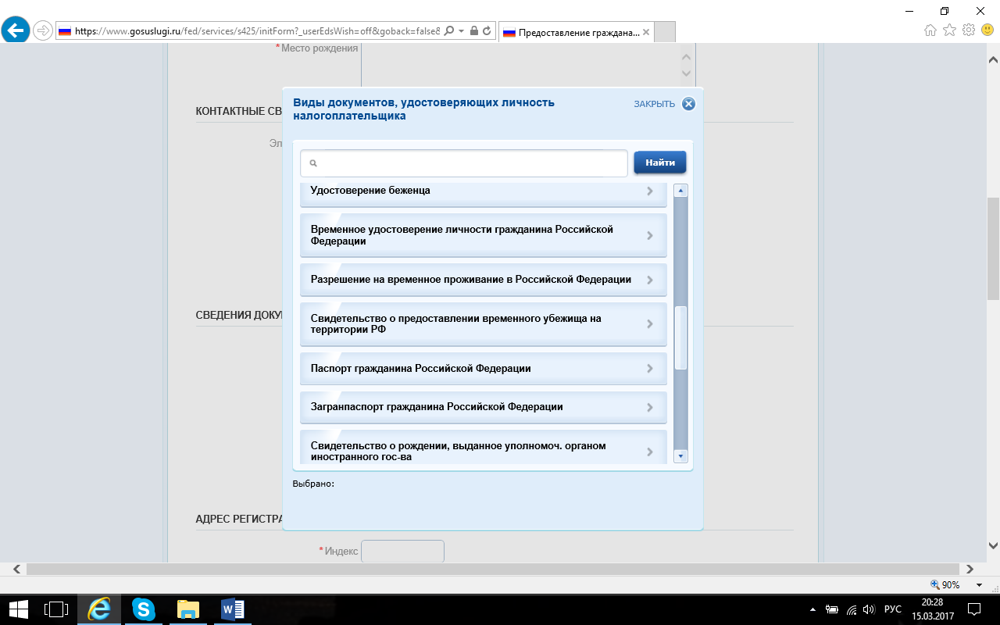 https://www.gosuslugi.ru/fed/services/s425/initForm?_userEdsWish=off&goback=false&
Предоставление граждана...
*Место рождения
Виды документов, удостоверяющих личность
налогоплательщика
ЗАКРЫТЬ
КОНТАКТНЫЕ СВ
Эл
Найти
Удостоверение беженца
Временное удостоверение личности гражданина Российской
Федерации
Разрешение на временное проживание в Российской Федерации
СВЕДЕНИЯ ДОКУ
Свидетельство о предоставлении временного убежища на
территории РФ
Паспорт гражданина Российской Федерации
Загранпаспорт гражданина Российской Федерации
Свидетельство о рождении, выданное уполномоч. органом
иностранного гос-ва
Выбрано:
АДРЕС РЕГИСТРА
*Индекс
90%
РУС
20:28
15.03.2017